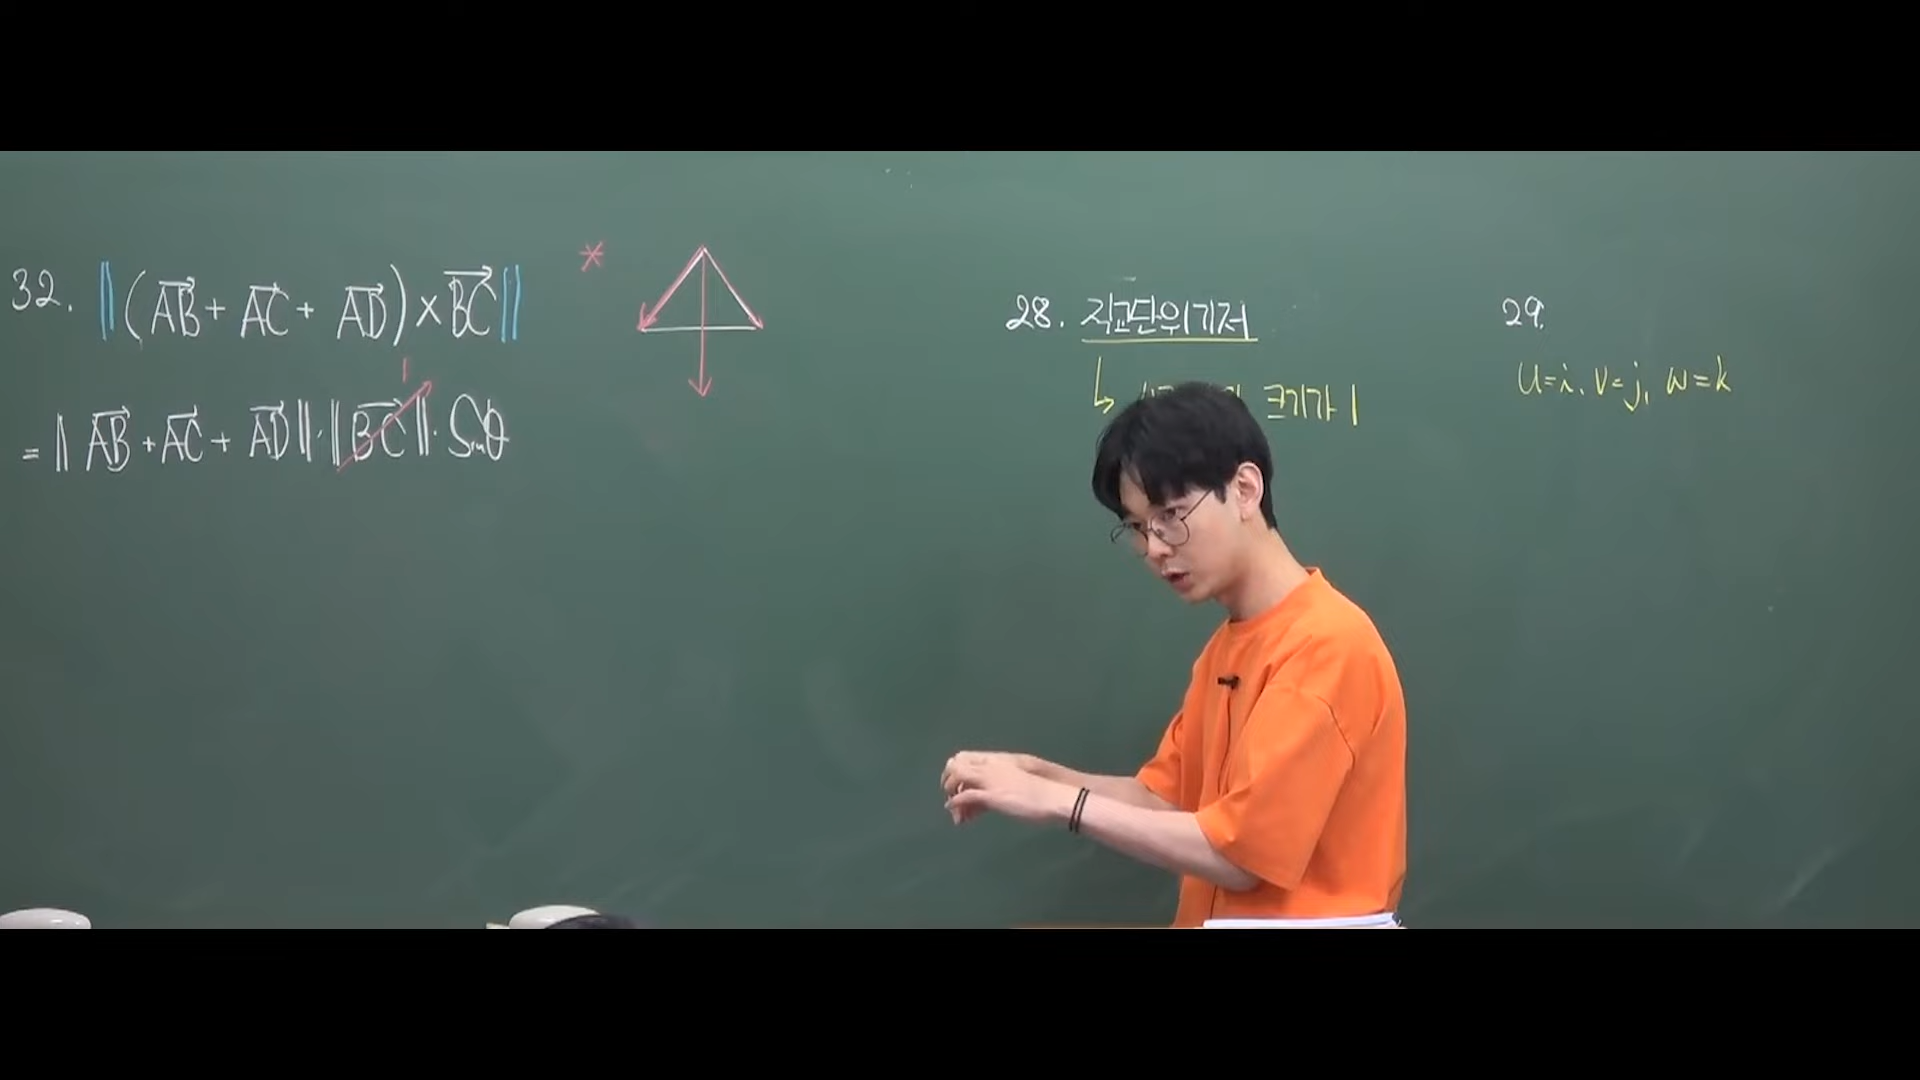 32. ‖(AB + AC + AD) × BC‖
= ‖AB + AC + AD‖·‖BC‖·Sinθ
1
*
28. 직교단위기저
↳ 크기가 1
29.
u=i, v=j, w=k